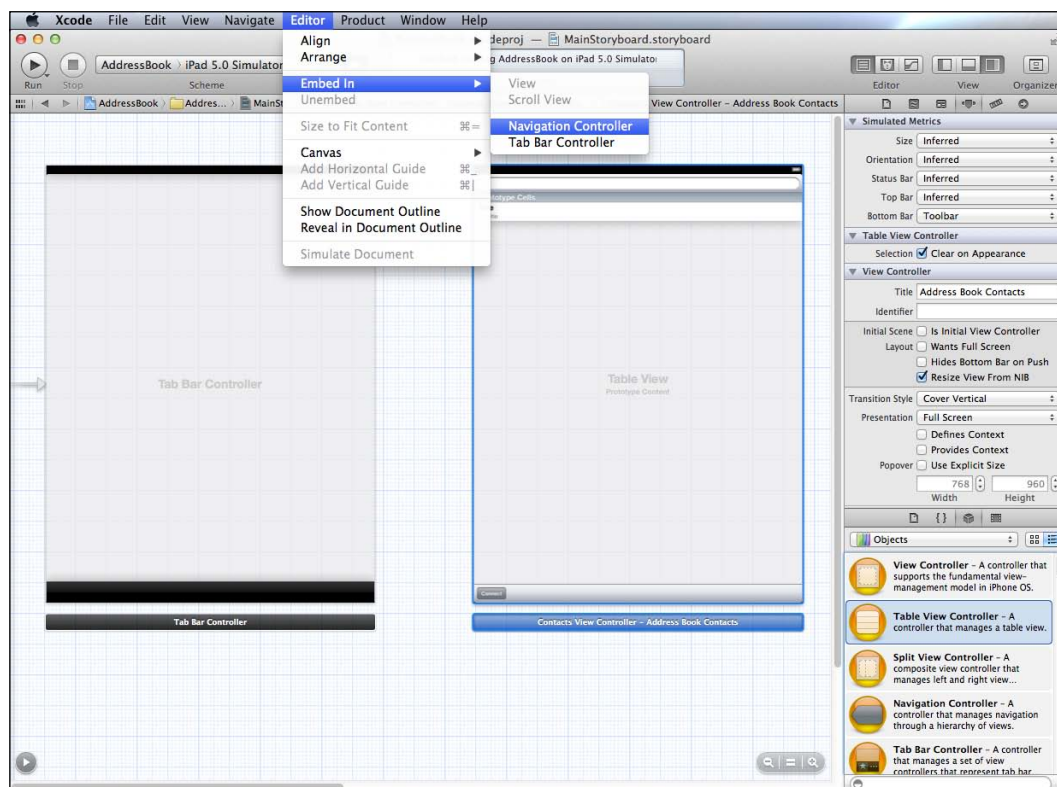 Xcode File Edit View Navigate Editor Product Window Help
deproj — MainStoryboard.storyboard
AddressBook › iPad 5.0 Simulator
g AddressBook on iPad 5.0 Simulator
Run Stop Scheme Editor View Organizer
AddressBook › Addres... › MainSt
View Controller – Address Book Contacts
Align
Arrange
Embed In
Unembed
Size to Fit Content ⌘=
Canvas
Add Horizontal Guide ⌘_
Add Vertical Guide ⌘|
Show Document Outline
Reveal in Document Outline
Simulate Document
View
Scroll View
Navigation Controller
Tab Bar Controller
totype Cells
Tab Bar Controller
Table View
Prototype Content
Connect
Tab Bar Controller
Contacts View Controller – Address Book Contacts
Simulated Metrics
Size Inferred
Orientation Inferred
Status Bar Inferred
Top Bar Inferred
Bottom Bar Toolbar
Table View Controller
Selection Clear on Appearance
View Controller
Title Address Book Contacts
Identifier
Initial Scene Is Initial View Controller
Layout Wants Full Screen
Hides Bottom Bar on Push
Resize View From NIB
Transition Style Cover Vertical
Presentation Full Screen
Defines Context
Provides Context
Popover Use Explicit Size
768 960
Width Height
Objects
View Controller – A controller that
supports the fundamental view-
management model in iPhone OS.
Table View Controller – A
controller that manages a table view.
Split View Controller – A
composite view controller that
manages left and right view...
Navigation Controller – A
controller that manages navigation
through a hierarchy of views.
Tab Bar Controller – A controller
that manages a set of view
controllers that represent tab bar